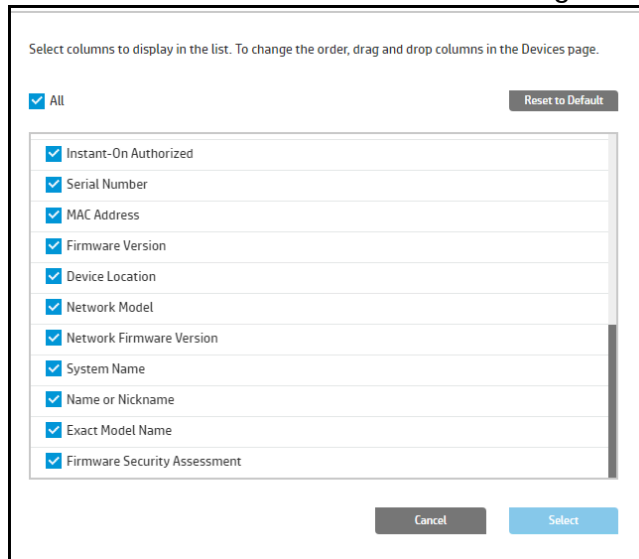 Select columns to display in the list. To change the order, drag and drop columns in the Devices page.
All
Reset to Default
Instant-On Authorized
Serial Number
MAC Address
Firmware Version
Device Location
Network Model
Network Firmware Version
System Name
Name or Nickname
Exact Model Name
Firmware Security Assessment
Cancel
Select